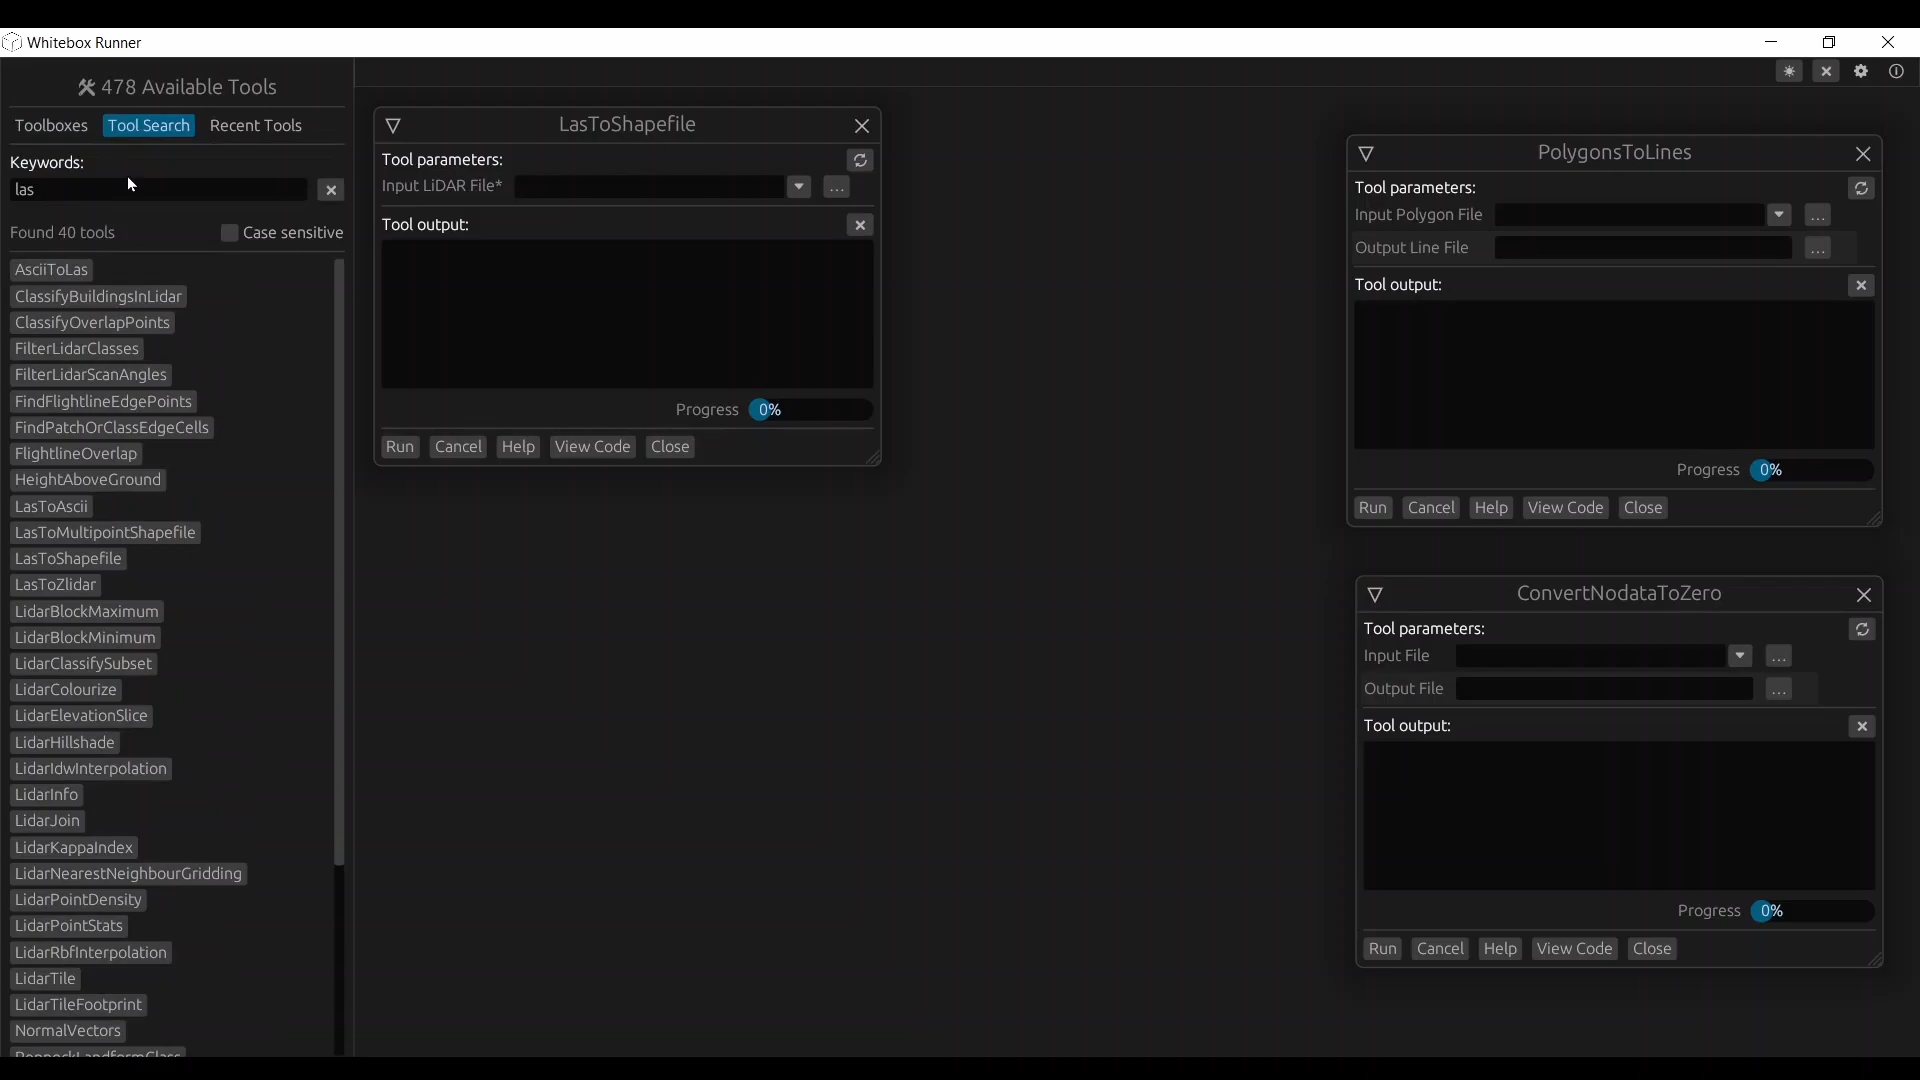 Whitebox Runner
478 Available Tools
Toolboxes Tool Search Recent Tools
Keywords:
las
Found 40 tools Case sensitive
AsciiToLas
ClassifyBuildingsInLidar
ClassifyOverlapPoints
FilterLidarClasses
FilterLidarScanAngles
FindFlightlineEdgePoints
FindPatchOrClassEdgeCells
FlightlineOverlap
HeightAboveGround
LasToAscii
LasToMultipointShapefile
LasToShapefile
LasToZlidar
LidarBlockMaximum
LidarBlockMinimum
LidarClassifySubset
LidarColourize
LidarElevationSlice
LidarHillshade
LidarIdwInterpolation
LidarInfo
LidarJoin
LidarKappaIndex
LidarNearestNeighbourGridding
LidarPointDensity
LidarPointStats
LidarRbfInterpolation
LidarTile
LidarTileFootprint
NormalVectors
LasToShapefile
Tool parameters:
Input LiDAR File* ...
Tool output:
Progress 0%
Run Cancel Help View Code Close
PolygonsToLines
Tool parameters:
Input Polygon File ...
Output Line File ...
Tool output:
Progress 0%
Run Cancel Help View Code Close
ConvertNodataToZero
Tool parameters:
Input File ...
Output File ...
Tool output:
Progress 0%
Run Cancel Help View Code Close